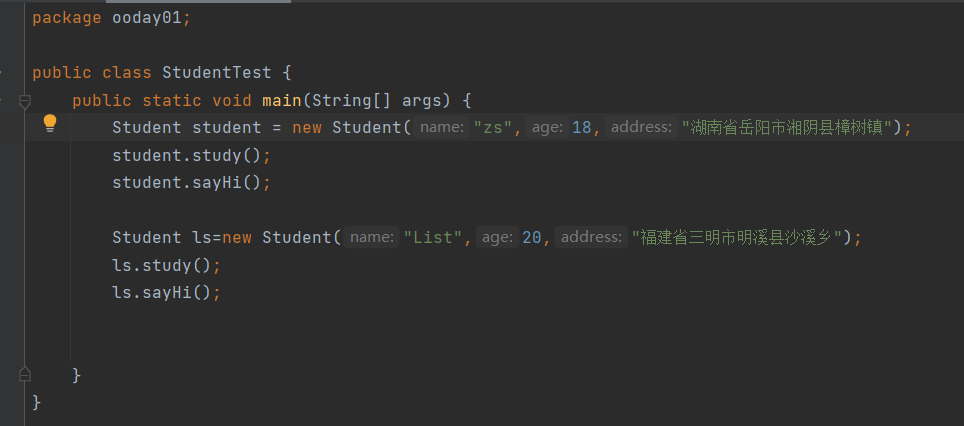 package ooday01;
public class StudentTest {
public static void main(String[] args) {
Student student = new Student( name: "zs", age: 18, address: "湖南省岳阳市湘阴县樟树镇");
student.study();
student.sayHi();
Student ls=new Student( name: "List", age: 20, address: "福建省三明市明溪县沙溪乡");
ls.study();
ls.sayHi();
}
}